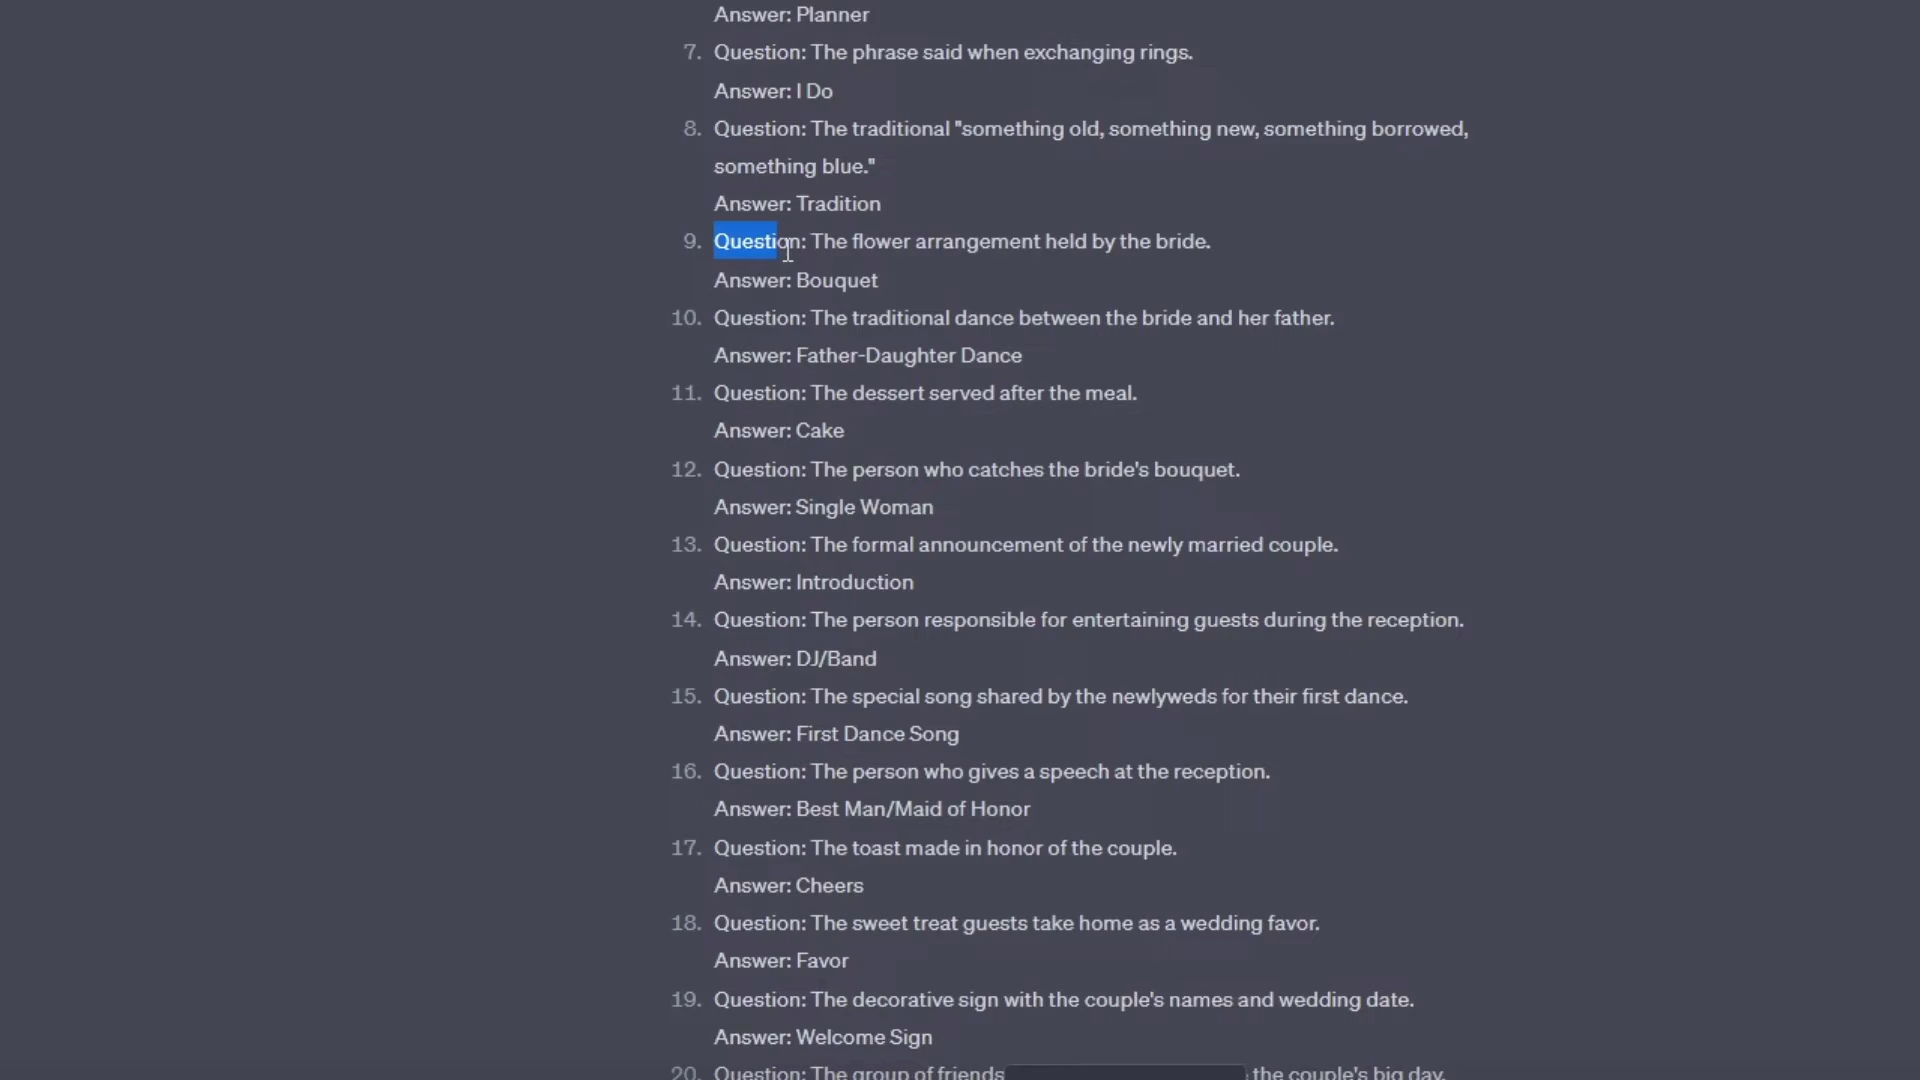 Answer: Planner
7. Question: The phrase said when exchanging rings.
Answer: I Do
8. Question: The traditional "something old, something new, something borrowed,
something blue."
Answer: Tradition
9. Question: The flower arrangement held by the bride.
Answer: Bouquet
10. Question: The traditional dance between the bride and her father.
Answer: Father-Daughter Dance
11. Question: The dessert served after the meal.
Answer: Cake
12. Question: The person who catches the bride's bouquet.
Answer: Single Woman
13. Question: The formal announcement of the newly married couple.
Answer: Introduction
14. Question: The person responsible for entertaining guests during the reception.
Answer: DJ/Band
15. Question: The special song shared by the newlyweds for their first dance.
Answer: First Dance Song
16. Question: The person who gives a speech at the reception.
Answer: Best Man/Maid of Honor
17. Question: The toast made in honor of the couple.
Answer: Cheers
18. Question: The sweet treat guests take home as a wedding favor.
Answer: Favor
19. Question: The decorative sign with the couple's names and wedding date.
Answer: Welcome Sign
20. Question: The group of friends the couple's big day.